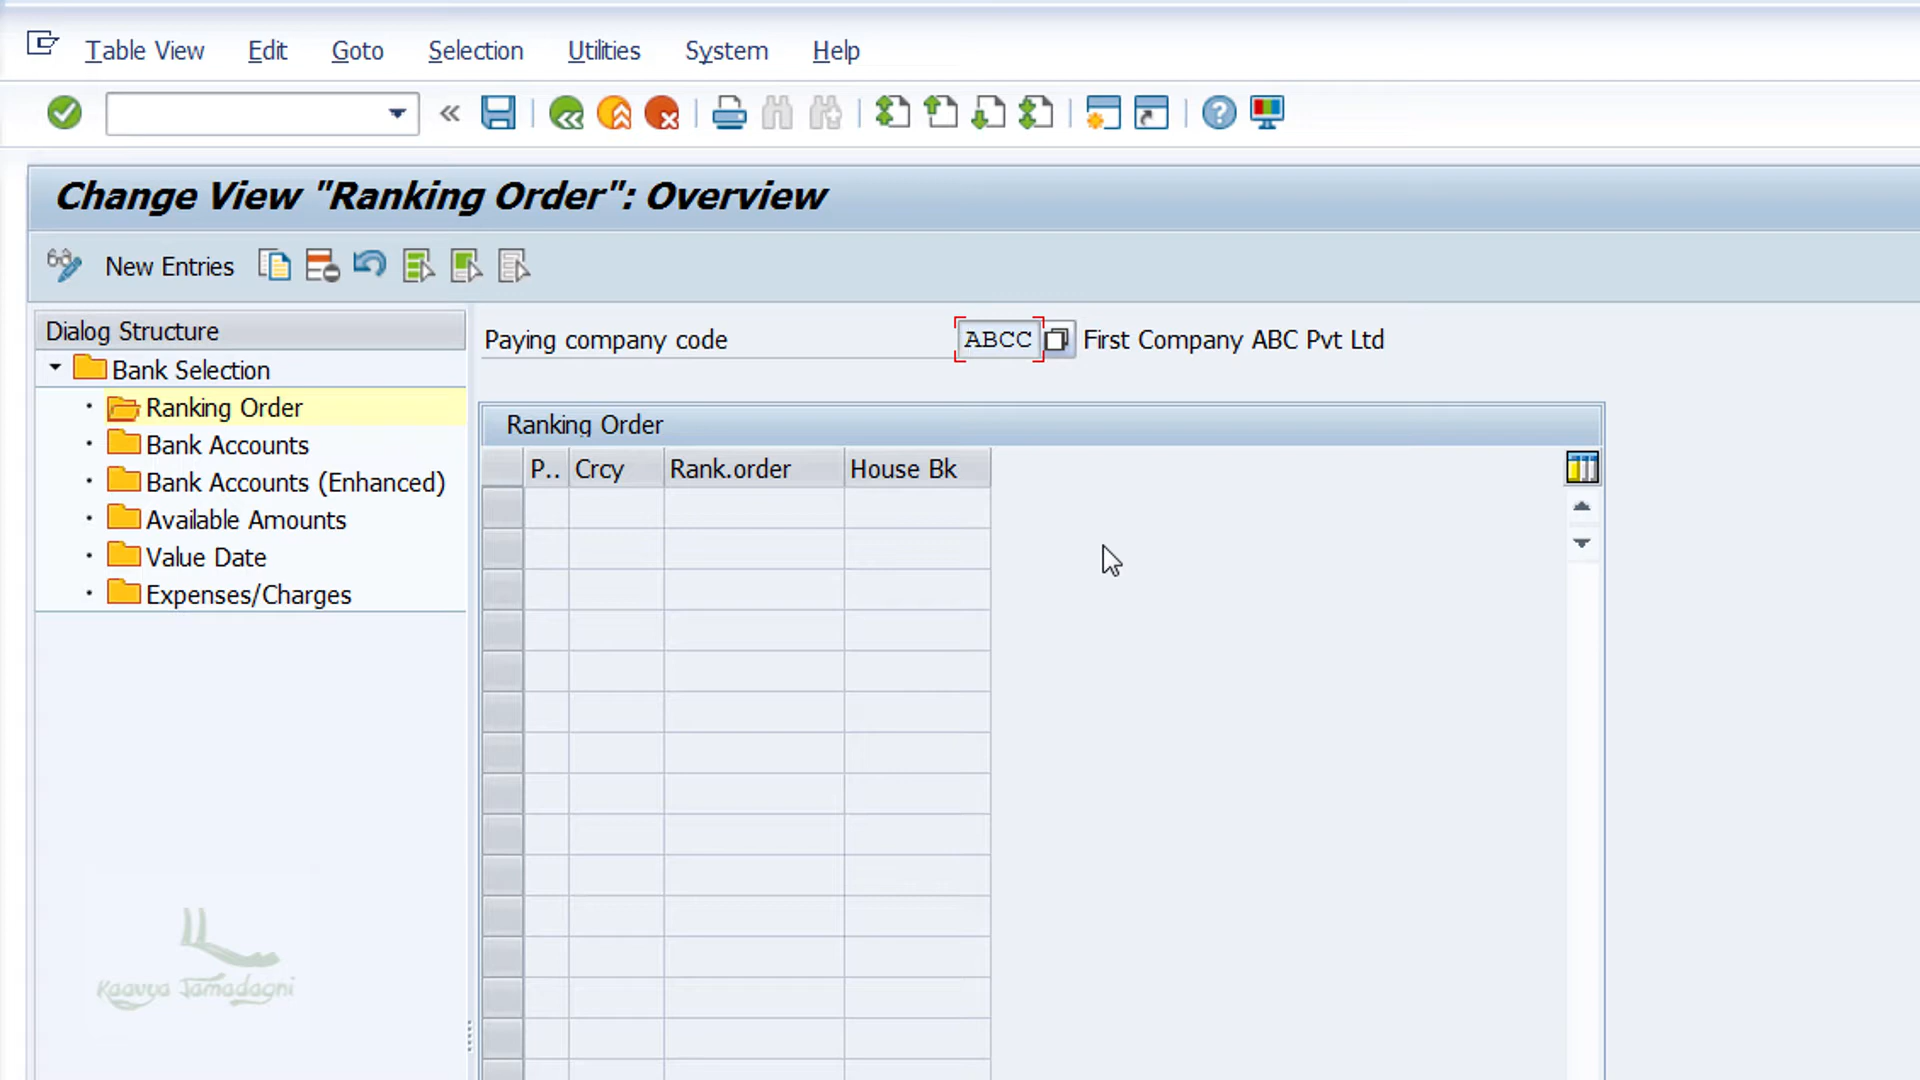 Table View Edit Goto Selection Utilities System Help
Change View "Ranking Order": Overview
New Entries
Dialog Structure
Bank Selection
Ranking Order
Bank Accounts
Bank Accounts (Enhanced)
Available Amounts
Value Date
Expenses/Charges
Paying company code ABCC First Company ABC Pvt Ltd
Ranking Order
P.. Crcy Rank.order House Bk
Kaavya Jamadagni